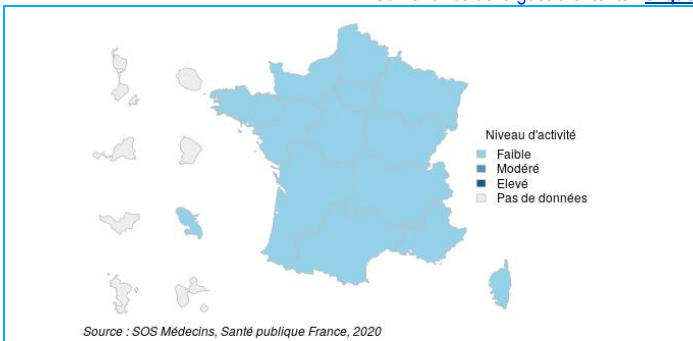 Niveau d'activité
Faible
Modéré
Elevé
Pas de données
Source : SOS Médecins, Santé publique France, 2020